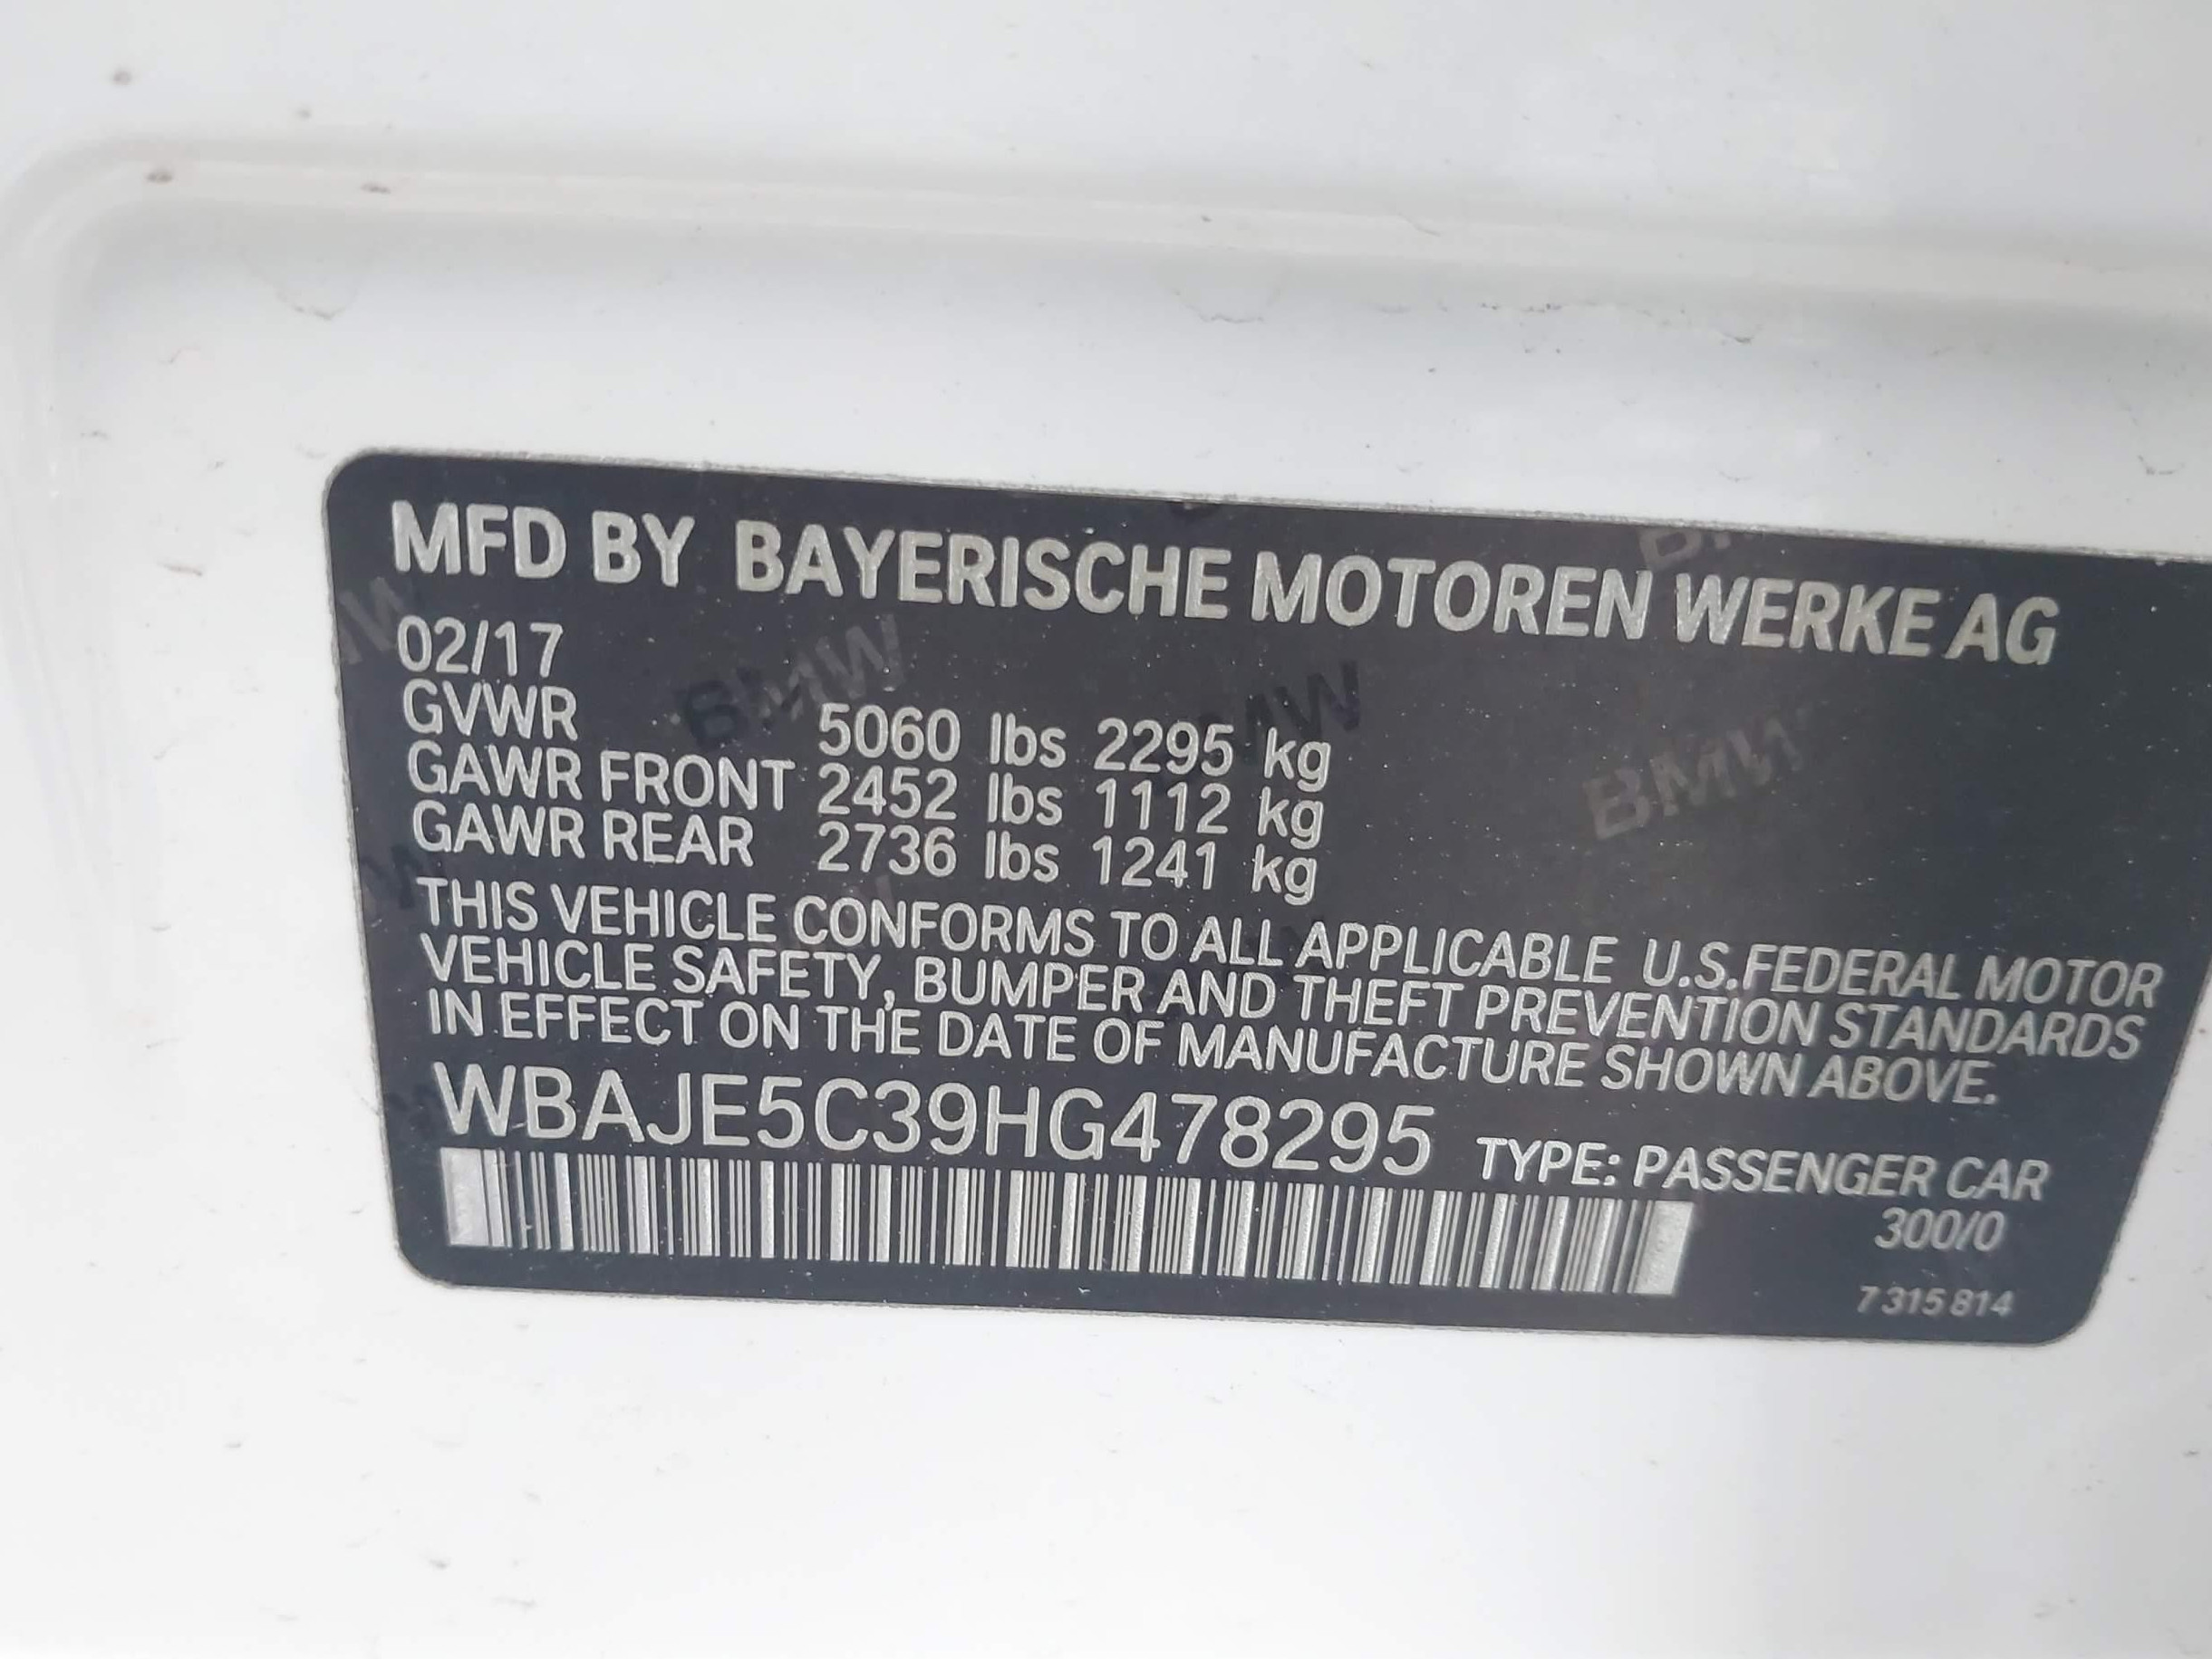 MFD BY BAYERISCHE MOTOREN WERKE AG
02/17
GVWR 5060 lbs 2295 kg
GAWR FRONT 2452 lbs 1112 kg
GAWR REAR 2736 lbs 1241 kg
THIS VEHICLE CONFORMS TO ALL APPLICABLE U.S.FEDERAL MOTOR
VEHICLE SAFETY, BUMPER AND THEFT PREVENTION STANDARDS
IN EFFECT ON THE DATE OF MANUFACTURE SHOWN ABOVE.
WBAJE5C39HG478295 TYPE: PASSENGER CAR
300/0
7 315 814
BMW
BMW